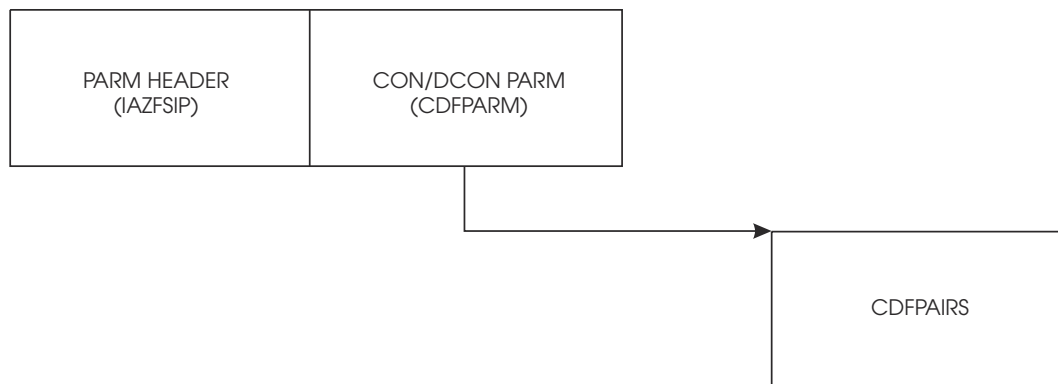 PARM HEADER
(IAZFSIP)
CON/DCON PARM
(CDFPARM)
CDFPAIRS